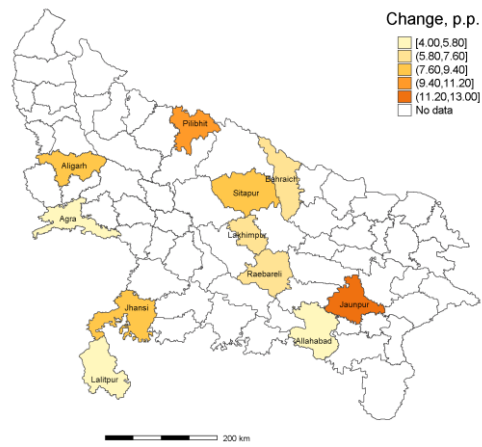 Change, p.p.
[4.00,5.80]
(5.80,7.60]
(7.60,9.40]
(9.40,11.20]
(11.20,13.00]
No data
Pilibhit
Aligarh
Bahraich
Sitapur
Agra
Lakhimpur
Raebareli
Jaunpur
Jhansi
Allahabad
Lalitpur
200 km